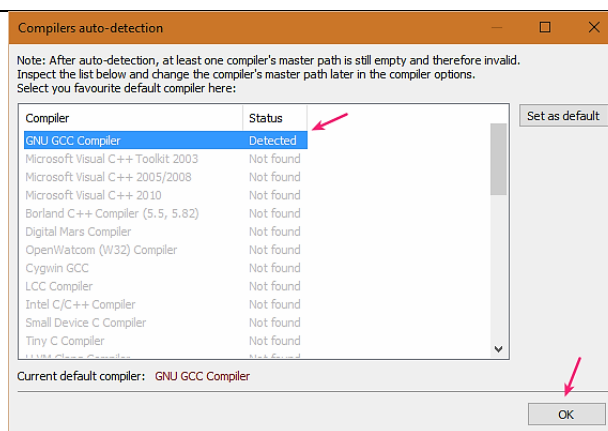 Compilers auto-detection
Note: After auto-detection, at least one compiler's master path is still empty and therefore invalid.
Inspect the list below and change the compiler's master path later in the compiler options.
Select you favourite default compiler here:
Compiler Status
Set as default
GNU GCC Compiler Detected
Microsoft Visual C++ Toolkit 2003 Not found
Microsoft Visual C++ 2005/2008 Not found
Microsoft Visual C++ 2010 Not found
Borland C++ Compiler (5.5, 5.82) Not found
Digital Mars Compiler Not found
OpenWatcom (W32) Compiler Not found
Cygwin GCC Not found
LCC Compiler Not found
Intel C/C++ Compiler Not found
Small Device C Compiler Not found
Tiny C Compiler Not found
Current default compiler: GNU GCC Compiler
OK